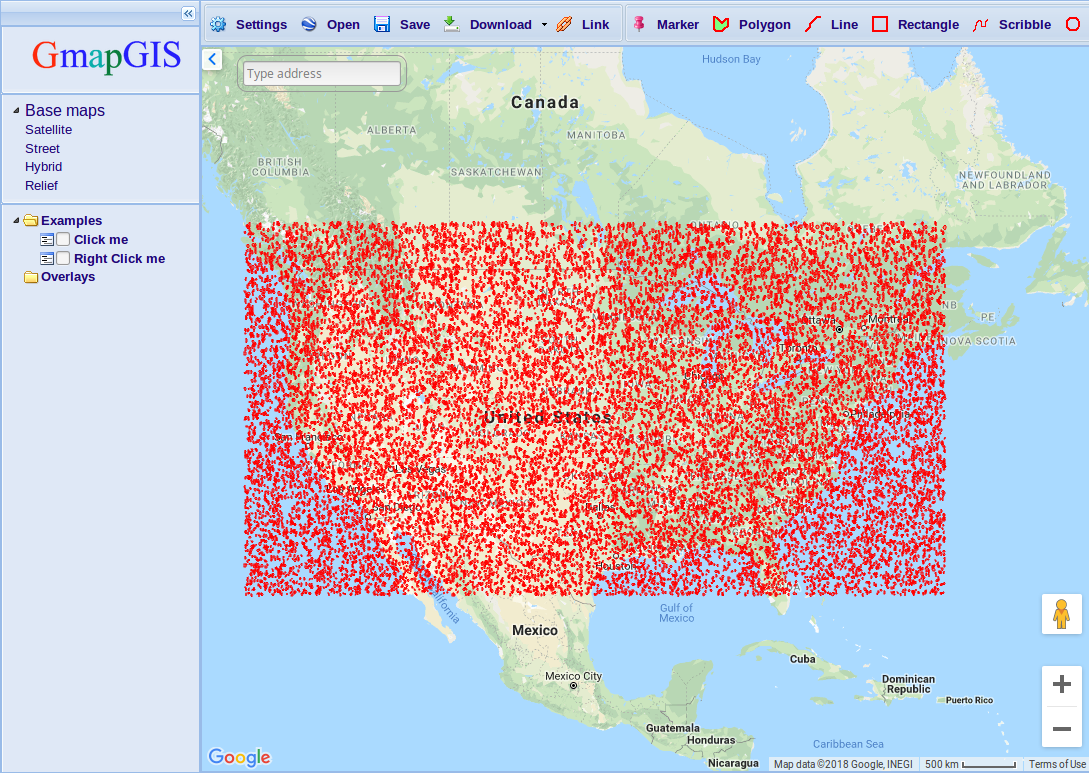 Settings Open Save Download Link Marker Polygon Line Rectangle Scribble
GmapGIS
Base maps
Satellite
Street
Hybrid
Relief
Examples
Click me
Right Click me
Overlays
Type address
Hudson Bay
Canada
ALBERTA
MANITOBA
BRITISH
COLUMBIA
SASKATCHEWAN
NEWFOUNDLAND
AND LABRADOR
ONTARIO
NB
PE
Ottawa
Montreal
NOVA SCOTIA
Toronto
United States
Philadelphia
San Francisco
Las Vegas
Los Angeles
San Diego
Dallas
Houston
Gulf of
Mexico
Mexico
Mexico City
Cuba
Dominican
Republic
Puerto Rico
Guatemala
Honduras
Nicaragua
Caribbean Sea
Google
Map data ©2018 Google, INEGI 500 km Terms of Use